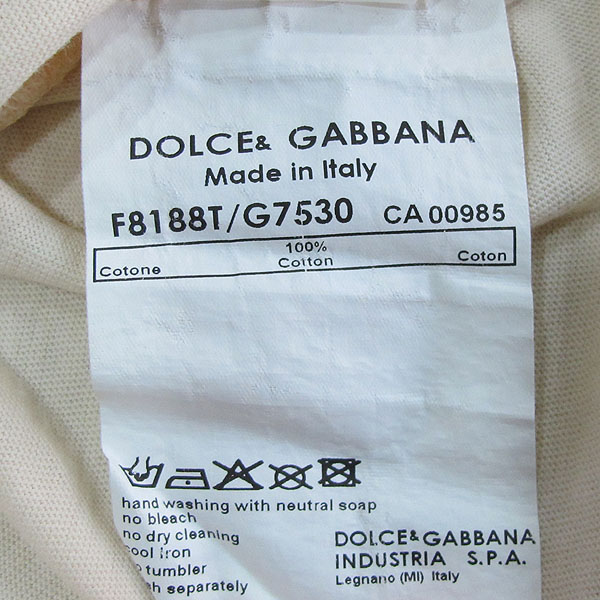 DOLCE& GABBANA
Made in Italy
F8188T/G7530 CA 00985
100%
Cotone Cotton Coton
hand washing with neutral soap
no bleach
no dry cleaning
cool iron
tumbler
separately
DOLCE&GABBANA
INDUSTRIA S.P.A.
Legnano (MI) Italy